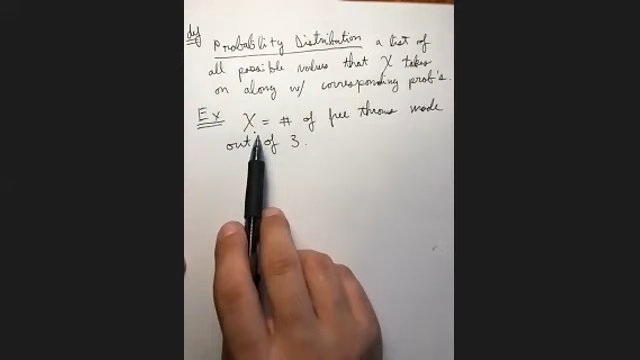 def Probability Distribution a list of
all possible values that X takes
on along w/ corresponding prob's.
Ex X = # of free throws made
out of 3.